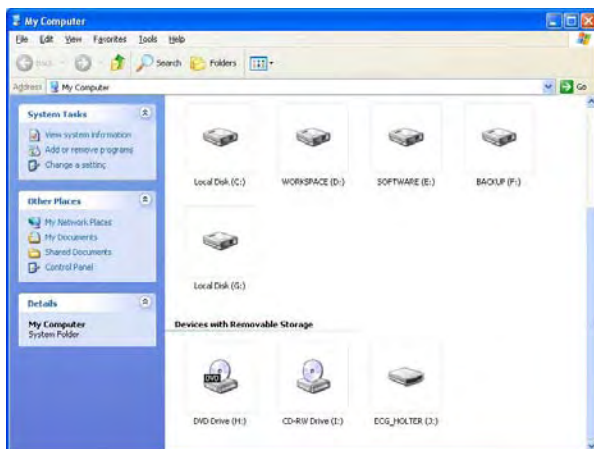 My Computer
File Edit View Favorites Tools Help
Back Search Folders
Address My Computer Go
System Tasks
View system information
Add or remove programs
Change a setting
Other Places
My Network Places
My Documents
Shared Documents
Control Panel
Details
My Computer
System Folder
Local Disk (C:) WORKSPACE (D:) SOFTWARE (E:) BACKUP (F:)
Local Disk (G:)
Devices with Removable Storage
DVD
DVD Drive (H:) CD-RW Drive (I:) ECG_HOLTER (J:)